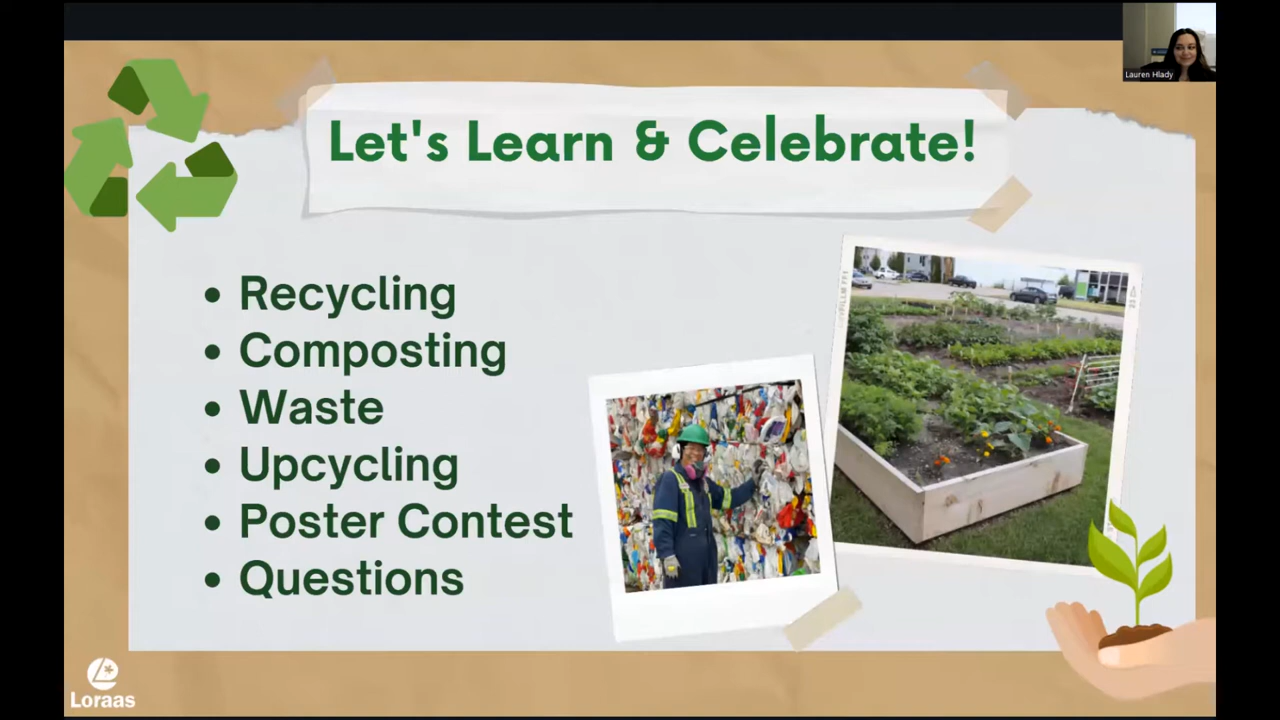 Lauren Hlady
Let's Learn & Celebrate!
• Recycling
• Composting
• Waste
• Upcycling
• Poster Contest
• Questions
Loraas